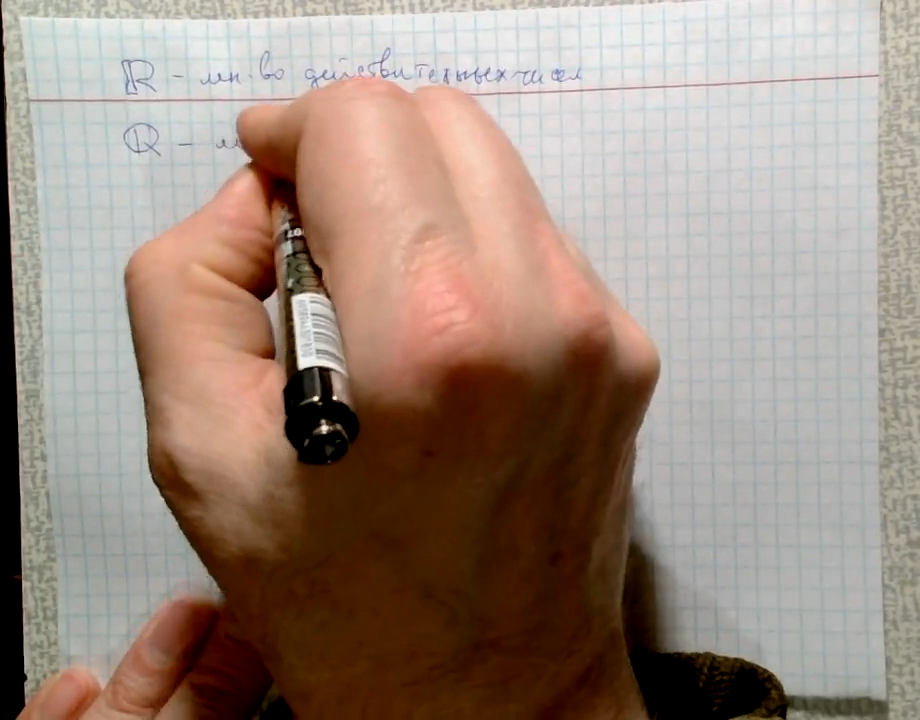 ℝ - мн-во действительных чисел
ℚ - м